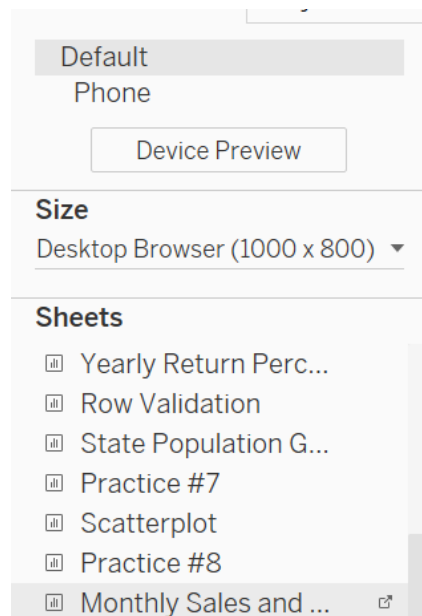 Default
Phone
Device Preview
Size
Desktop Browser (1000 x 800)
Sheets
Yearly Return Perc...
Row Validation
State Population G...
Practice #7
Scatterplot
Practice #8
Monthly Sales and ...